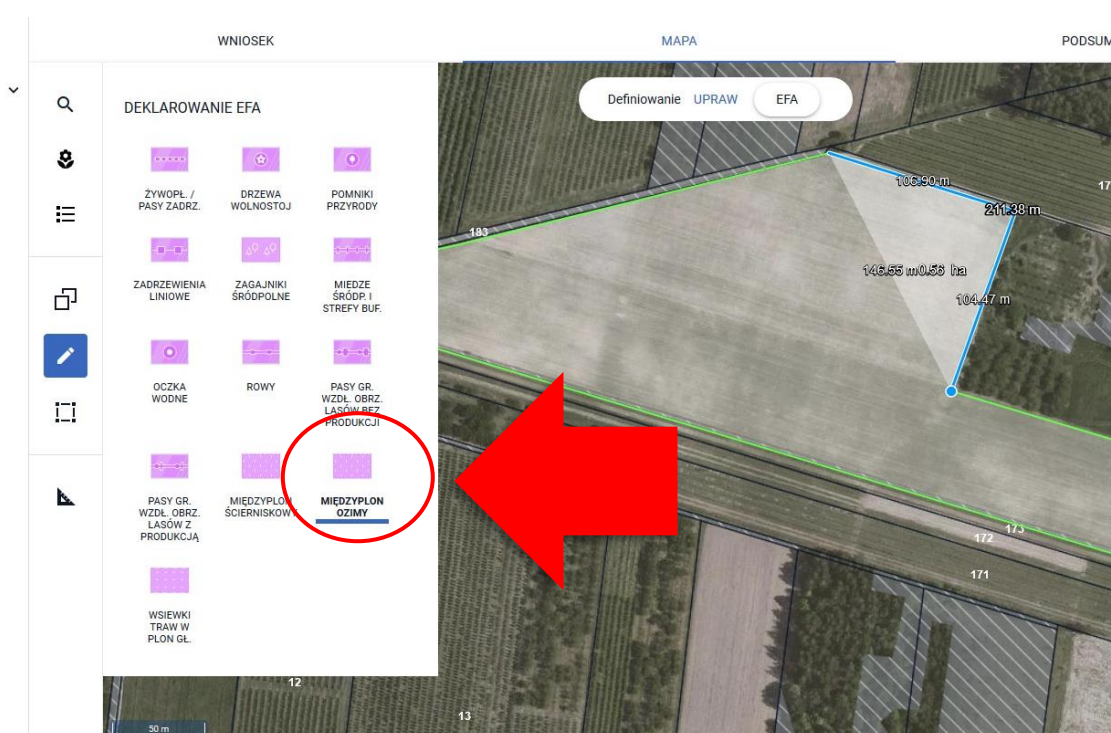 WNIOSEK
MAPA
PODSUM
DEKLAROWANIE EFA
Definiowanie UPRAW EFA
ŻYWOPŁ. /
PASY ZADRZ.
DRZEWA
WOLNOSTOJ
POMNIKI
PRZYRODY
ZADRZEWIENIA
LINIOWE
ZAGAJNIKI
ŚRÓDPOLNE
MIEDZE
ŚRÓDP. I
STREFY BUF.
OCZKA
WODNE
ROWY
PASY GR.
WZDŁ. OBRZ.
LASÓW BEZ
PRODUKCJI
PASY GR.
WZDŁ. OBRZ.
LASÓW Z
PRODUKCJĄ
MIĘDZYPLON
ŚCIERNISKOWY
MIĘDZYPLON
OZIMY
WSIEWKI
TRAW W
PLON GŁ.
106.90 m
17
211.38 m
183
146.55 m 0.56 ha
104.47 m
173
172
171
12
13
50 m